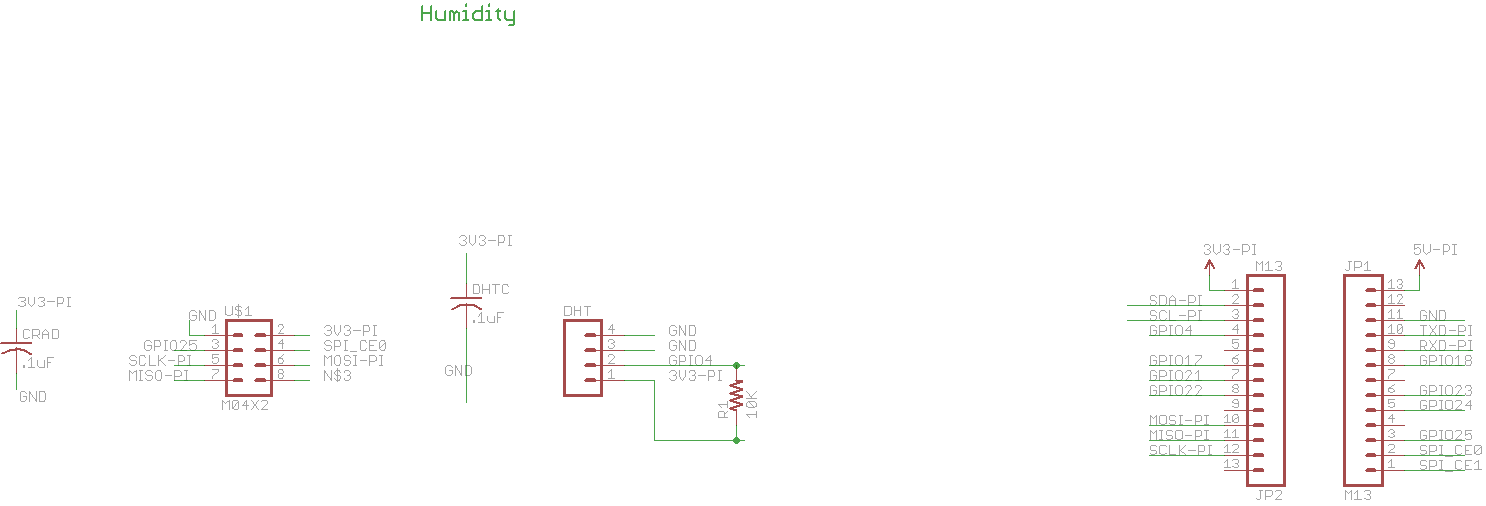 Humidity
3V3-PI
CRAD
.1uF
GND
GND
U$1
1
2
3V3-PI
GPIO25
3
4
SPI_CE0
SCLK-PI
5
6
MOSI-PI
MISO-PI
7
8
N$3
M04X2
3V3-PI
DHTC
.1uF
GND
DHT
4
GND
3
GND
2
GPIO4
1
3V3-PI
R1
10K
3V3-PI
M13
1
SDA-PI
2
SCL-PI
3
GPIO4
4
5
GPIO17
6
GPIO21
7
GPIO22
8
9
MOSI-PI
10
MISO-PI
11
SCLK-PI
12
13
JP2
5V-PI
JP1
13
12
11
GND
10
TXD-PI
9
RXD-PI
8
GPIO18
7
6
GPIO23
5
GPIO24
4
3
GPIO25
2
SPI_CE0
1
SPI_CE1
M13